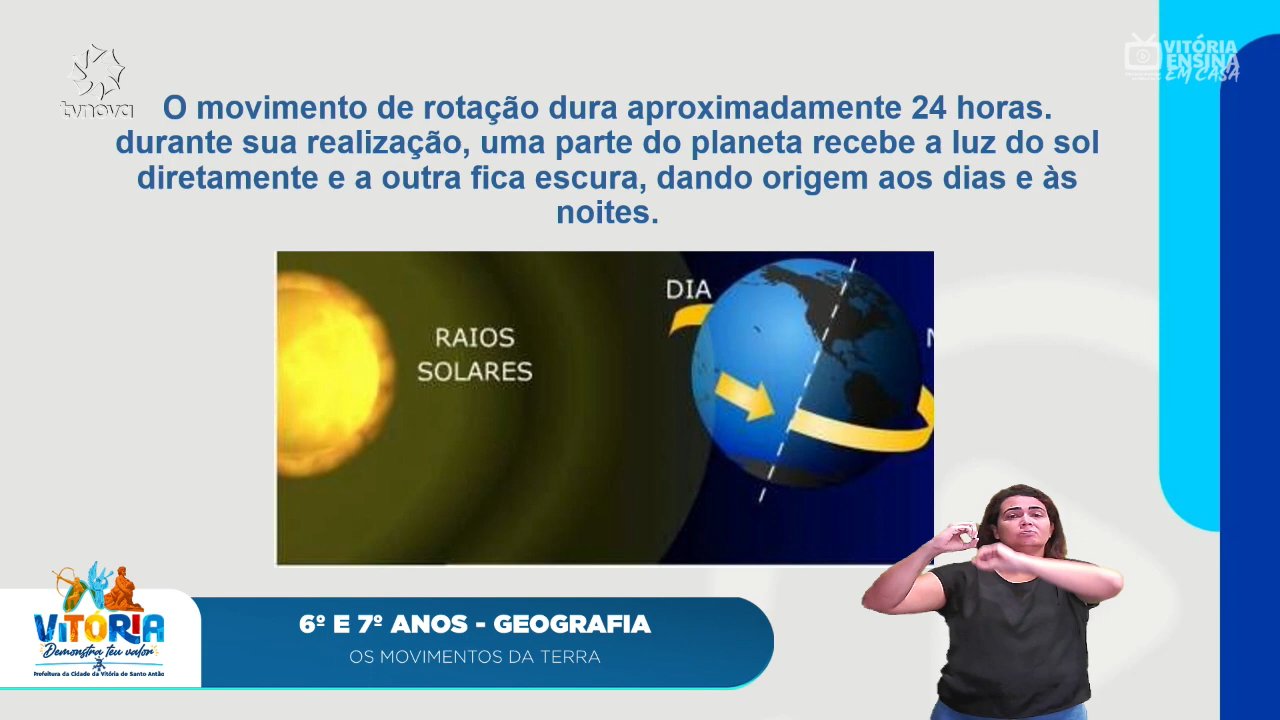 tvnova
VITÓRIA
ENSINA
EM CASA
O movimento de rotação dura aproximadamente 24 horas.
durante sua realização, uma parte do planeta recebe a luz do sol
diretamente e a outra fica escura, dando origem aos dias e às
noites.
DIA
RAIOS
SOLARES
6º E 7º ANOS - GEOGRAFIA
OS MOVIMENTOS DA TERRA
VITÓRIA
Demonstra teu valor
Prefeitura da Cidade da Vitória de Santo Antão